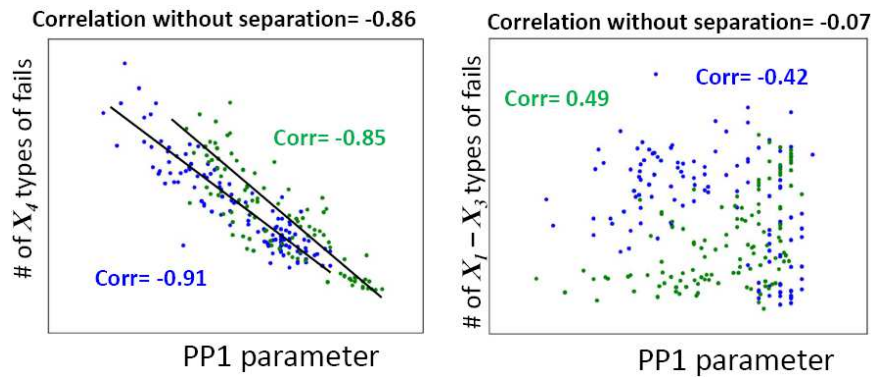 Correlation without separation= -0.86
# of X4 types of fails
Corr= -0.85
Corr= -0.91
PP1 parameter
Correlation without separation= -0.07
# of X1 – X3 types of fails
Corr= -0.42
Corr= 0.49
PP1 parameter